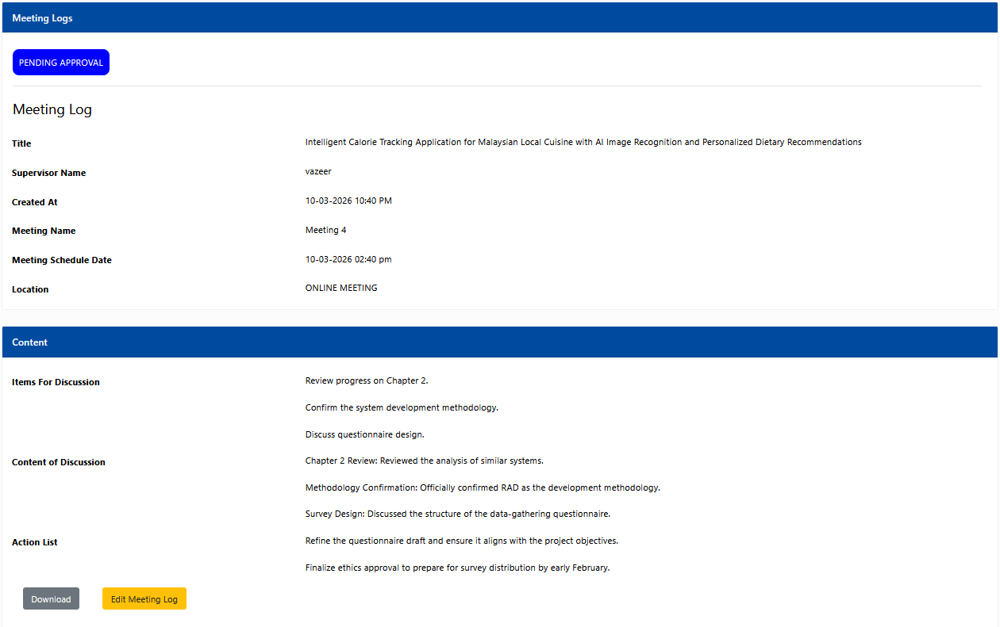 Meeting Logs
PENDING APPROVAL
Meeting Log
Title Intelligent Calorie Tracking Application for Malaysian Local Cuisine with AI Image Recognition and Personalized Dietary Recommendations
Supervisor Name vazeer
Created At 10-03-2026 10:40 PM
Meeting Name Meeting 4
Meeting Schedule Date 10-03-2026 02:40 pm
Location ONLINE MEETING
Content
Items For Discussion Review progress on Chapter 2.
Confirm the system development methodology.
Discuss questionnaire design.
Content of Discussion Chapter 2 Review: Reviewed the analysis of similar systems.
Methodology Confirmation: Officially confirmed RAD as the development methodology.
Survey Design: Discussed the structure of the data-gathering questionnaire.
Action List Refine the questionnaire draft and ensure it aligns with the project objectives.
Finalize ethics approval to prepare for survey distribution by early February.
Download Edit Meeting Log